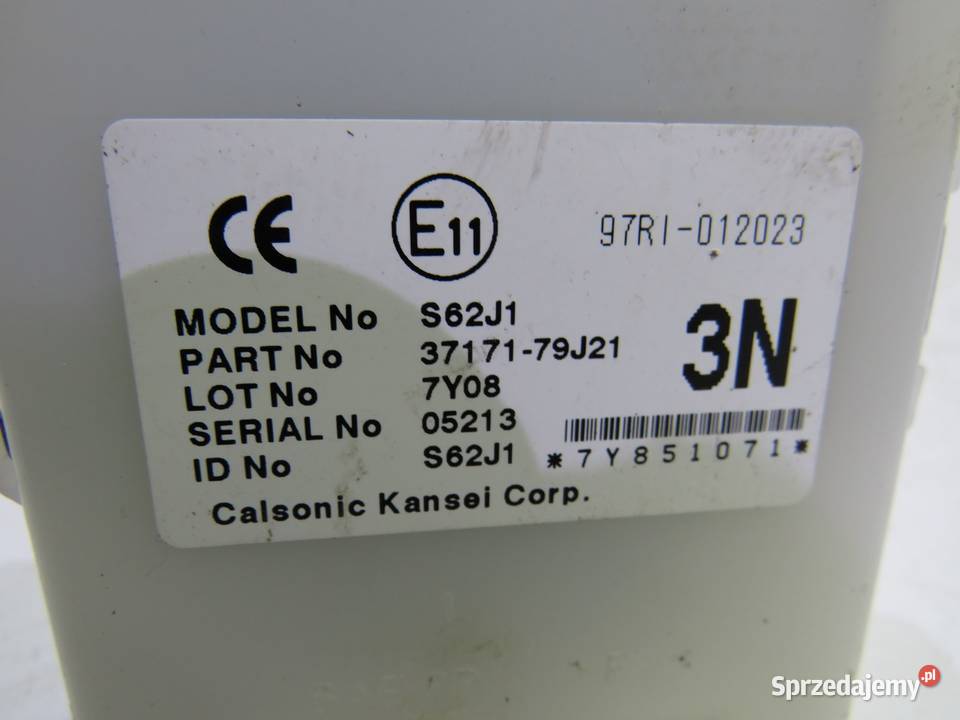 CE E11 97RI-012023
MODEL No S62J1
PART No 37171-79J21
3N
LOT No 7Y08
SERIAL No 05213
ID No S62J1
*7Y851071*
Calsonic Kansei Corp.
Sprzedajemy.pl